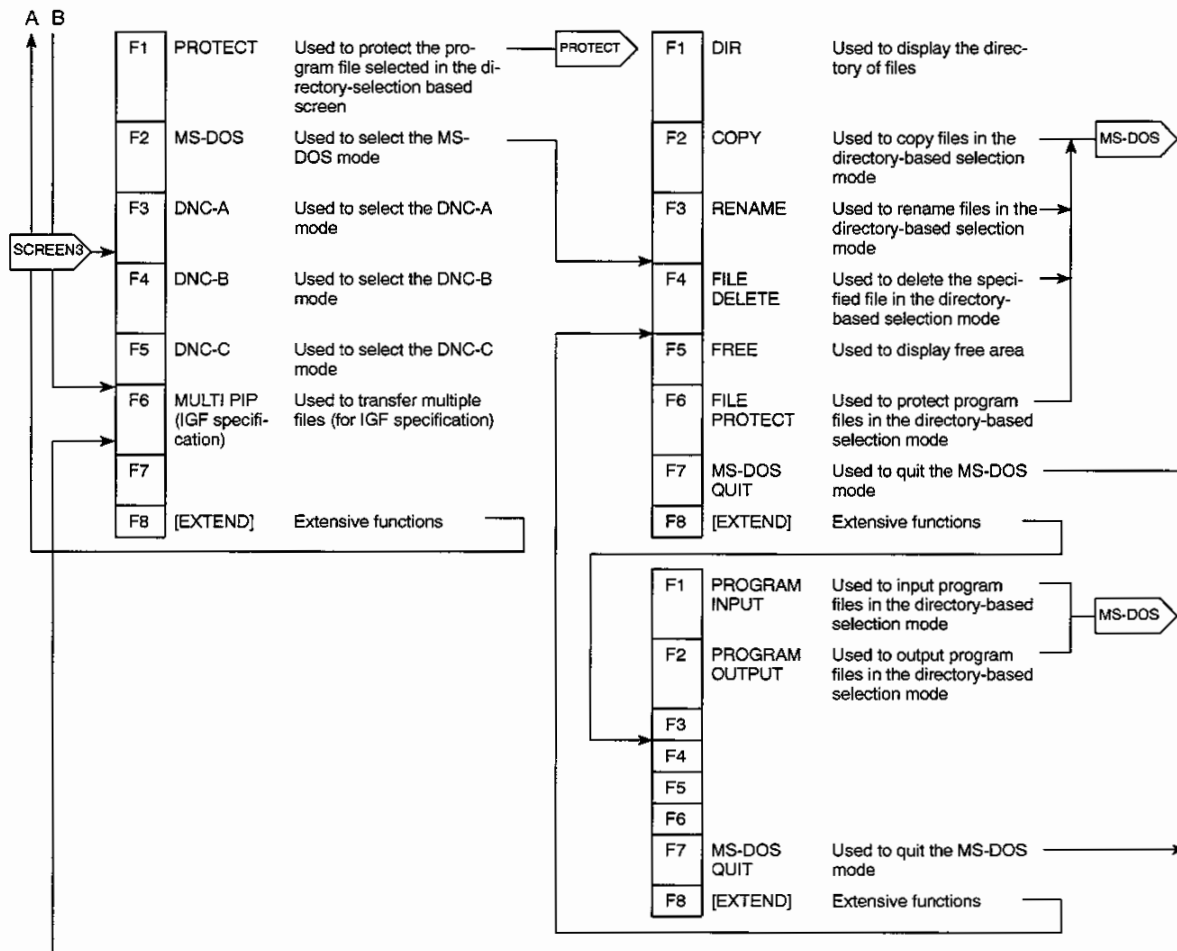 A B
F1 PROTECT Used to protect the pro-
gram file selected in the di-
rectory-selection based
screen
PROTECT
F2 MS-DOS Used to select the MS-
DOS mode
F3 DNC-A Used to select the DNC-A
mode
SCREEN3
F4 DNC-B Used to select the DNC-B
mode
F5 DNC-C Used to select the DNC-C
mode
F6 MULTI PIP Used to transfer multiple
(IGF specifi- files (for IGF specification)
cation)
F7
F8 [EXTEND] Extensive functions
F1 DIR Used to display the direc-
tory of files
F2 COPY Used to copy files in the
directory-based selection
mode
MS-DOS
F3 RENAME Used to rename files in the
directory-based selection
mode
F4 FILE Used to delete the speci-
DELETE fied file in the directory-
based selection mode
F5 FREE Used to display free area
F6 FILE Used to protect program
PROTECT files in the directory-based
selection mode
F7 MS-DOS Used to quit the MS-DOS
QUIT mode
F8 [EXTEND] Extensive functions
F1 PROGRAM Used to input program
INPUT files in the directory-based
selection mode
MS-DOS
F2 PROGRAM Used to output program
OUTPUT files in the directory-based
selection mode
F3
F4
F5
F6
F7 MS-DOS Used to quit the MS-DOS
QUIT mode
F8 [EXTEND] Extensive functions